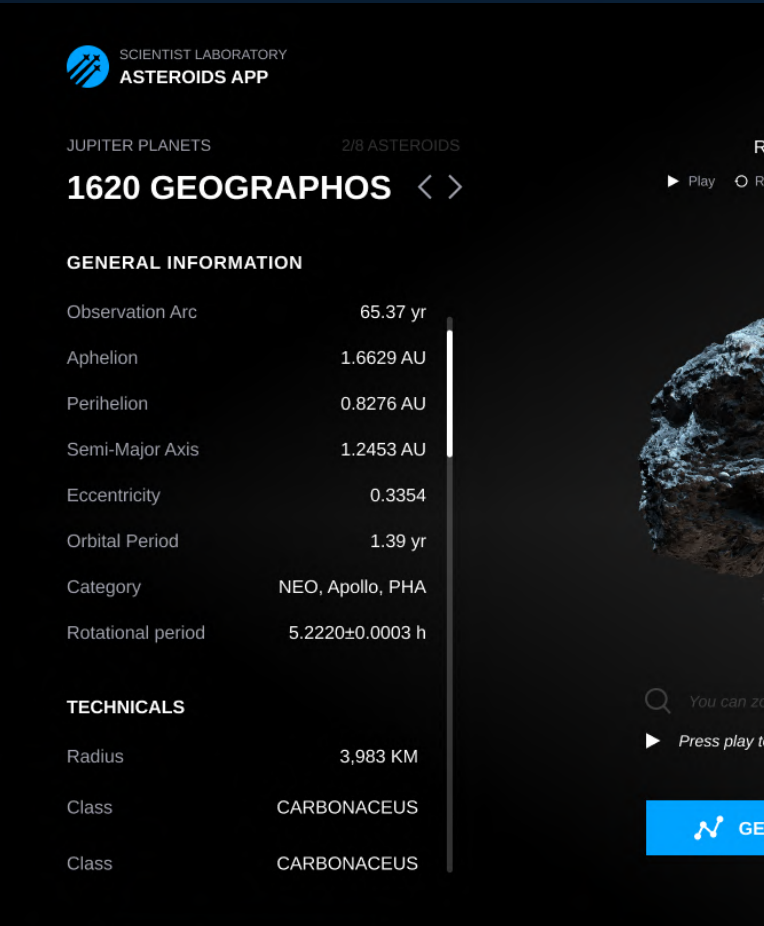 SCIENTIST LABORATORY
ASTEROIDS APP
JUPITER PLANETS 2/8 ASTEROIDS
1620 GEOGRAPHOS
GENERAL INFORMATION
Observation Arc 65.37 yr
Aphelion 1.6629 AU
Perihelion 0.8276 AU
Semi-Major Axis 1.2453 AU
Eccentricity 0.3354
Orbital Period 1.39 yr
Category NEO, Apollo, PHA
Rotational period 5.2220±0.0003 h
TECHNICALS
Radius 3,983 KM
Class CARBONACEUS
Class CARBONACEUS
R
Play R
You can zo
Press play t
GE